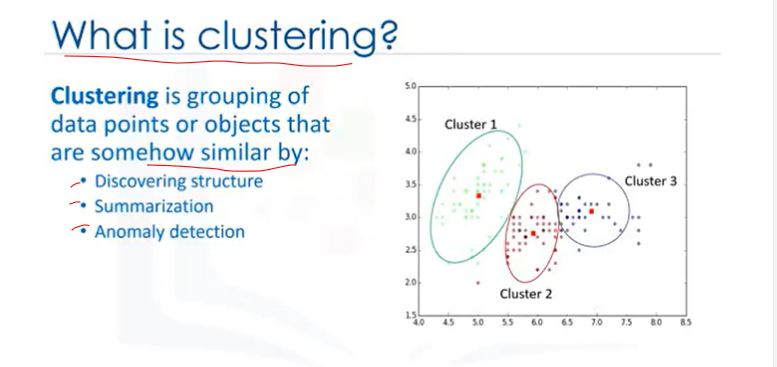 What is clustering?
Clustering is grouping of
data points or objects that
are somehow similar by:
• Discovering structure
• Summarization
• Anomaly detection
5.0
4.5
4.0
3.5
3.0
2.5
2.0
1.5
Cluster 1
Cluster 3
Cluster 2
4.0 4.5 5.0 5.5 6.0 6.5 7.0 7.5 8.0 8.5